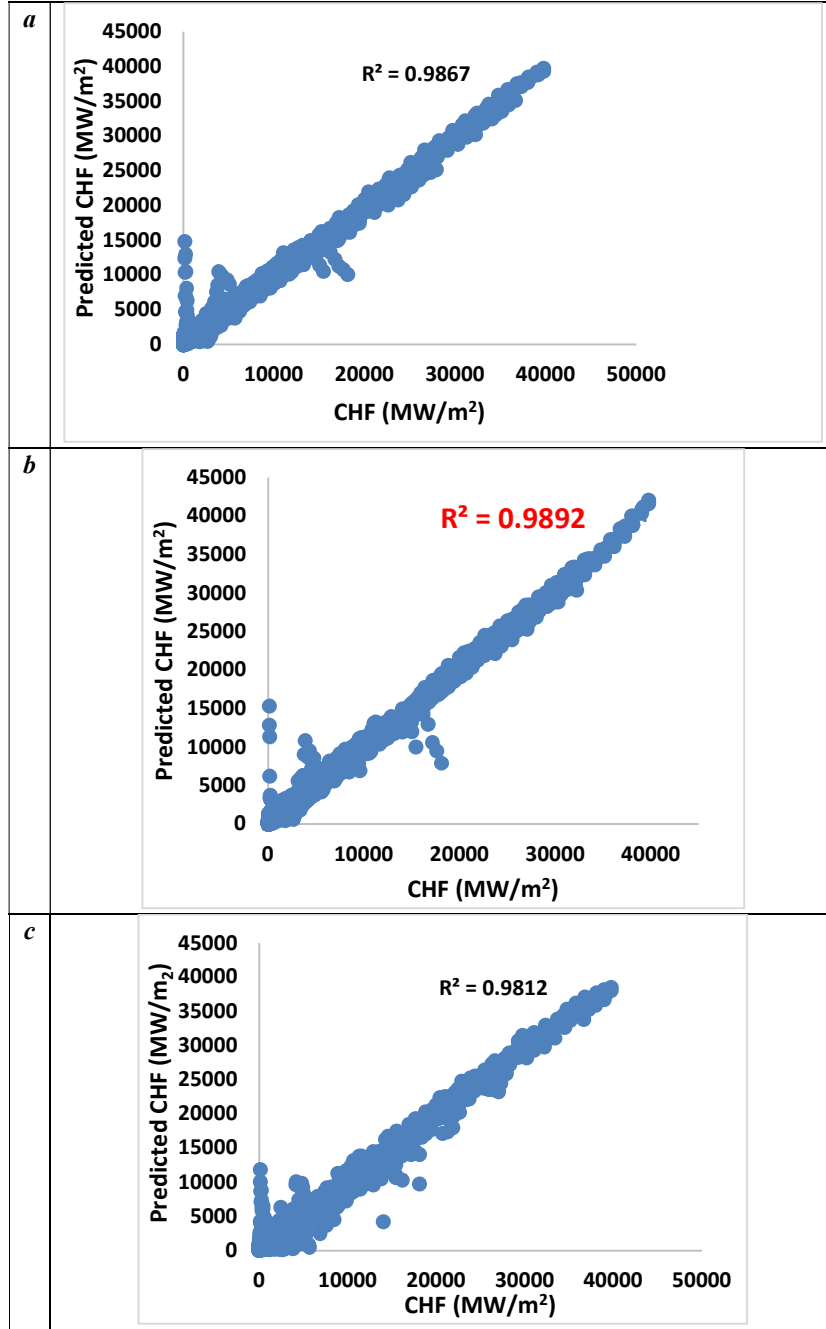 a
45000
40000
35000
30000
25000
20000
15000
10000
5000
0
Predicted CHF (MW/m²)
R² = 0.9867
0 10000 20000 30000 40000 50000
CHF (MW/m²)
b
45000
40000
35000
30000
25000
20000
15000
10000
5000
0
Predicted CHF (MW/m²)
R² = 0.9892
0 10000 20000 30000 40000
CHF (MW/m²)
c
45000
40000
35000
30000
25000
20000
15000
10000
5000
0
Predicted CHF (MW/m₂)
R² = 0.9812
0 10000 20000 30000 40000 50000
CHF (MW/m²)